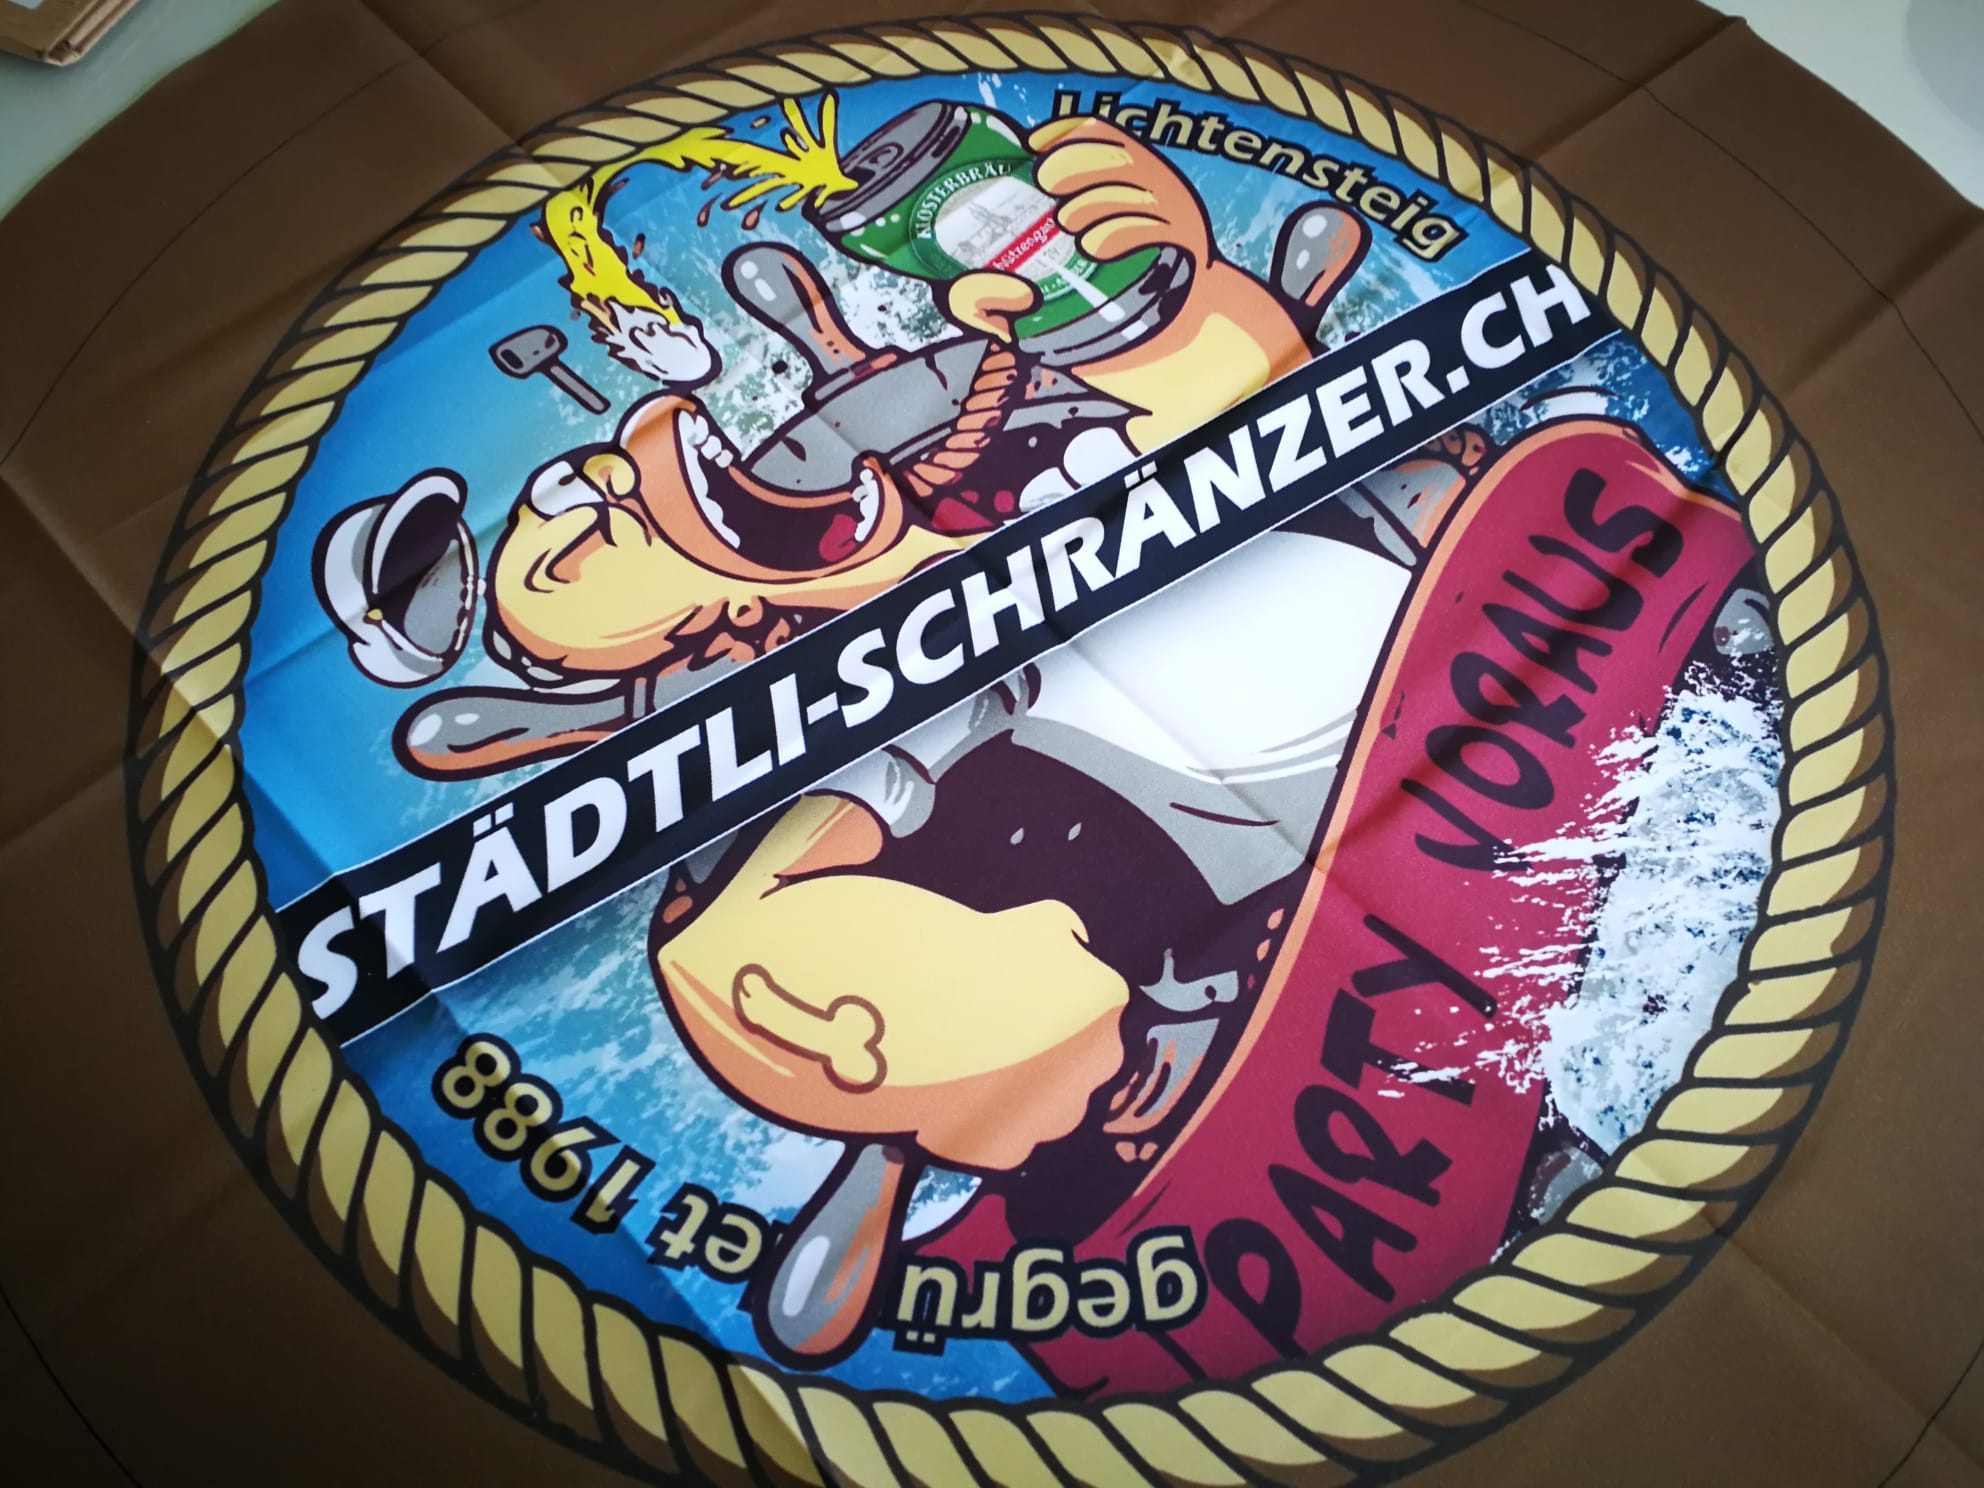 Lichtensteig
KLOSTERBRÄU
STÄDTLI-SCHRÄNZER.CH
PARTY VORAUS
gegrü et 1988